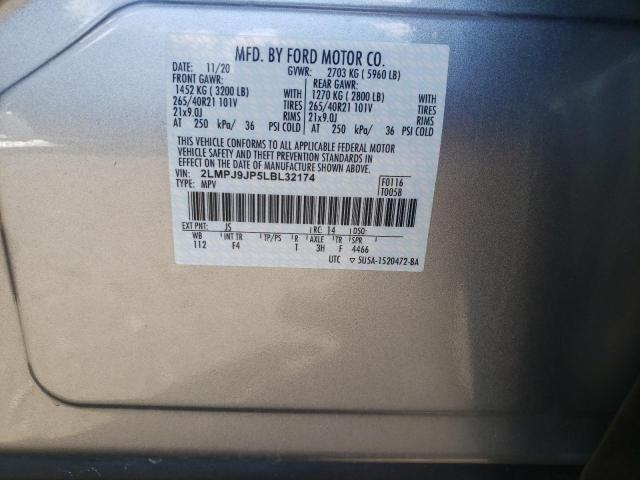 MFD. BY FORD MOTOR CO.
DATE: 11/20 GVWR: 2703 KG ( 5960 LB)
FRONT GAWR: REAR GAWR:
1452 KG ( 3200 LB) WITH 1270 KG ( 2800 LB) WITH
265/40R21 101V TIRES 265/40R21 101V TIRES
21x9.0J RIMS 21x9.0J RIMS
AT 250 kPa/ 36 PSI COLD AT 250 kPa/ 36 PSI COLD
THIS VEHICLE CONFORMS TO ALL APPLICABLE FEDERAL MOTOR
VEHICLE SAFETY AND THEFT PREVENTION STANDARDS IN
EFFECT ON THE DATE OF MANUFACTURE SHOWN ABOVE.
VIN: 2LMPJ9JP5LBL32174 F0116
TYPE: MPV T0058
EXT PNT: JS RC: 14 DSO:
WB INT TR TP/PS R AXLE TR SPR
112 F4 T 3H F 4466
UTC ▽ 5U5A-1520472-BA